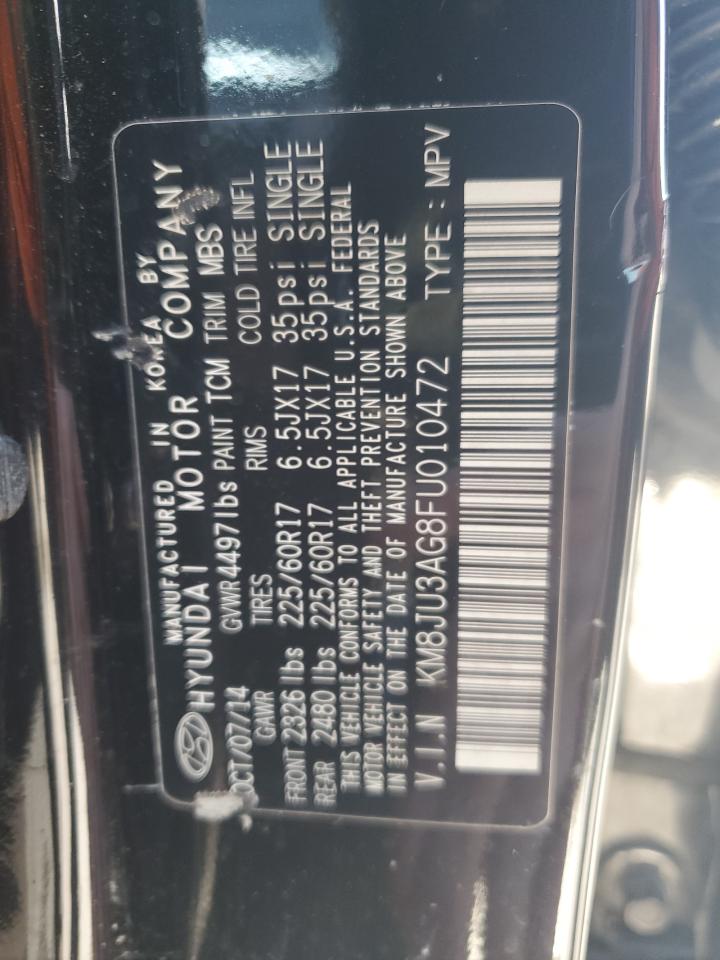 MANUFACTURED IN KOREA BY
HYUNDAI MOTOR COMPANY
OCT/07/14 GVWR 4497lbs PAINT TCM TRIM MBS
GAWR TIRES RIMS COLD TIRE INFL
FRONT 2326 lbs 225/60R17 6.5JX17 35psi SINGLE
REAR 2480 lbs 225/60R17 6.5JX17 35psi SINGLE
THIS VEHICLE CONFORMS TO ALL APPLICABLE U.S.A. FEDERAL
MOTOR VEHICLE SAFETY AND THEFT PREVENTION STANDARDS
IN EFFECT ON THE DATE OF MANUFACTURE SHOWN ABOVE
V.I.N KM8JU3AG8FU010472 TYPE : MPV